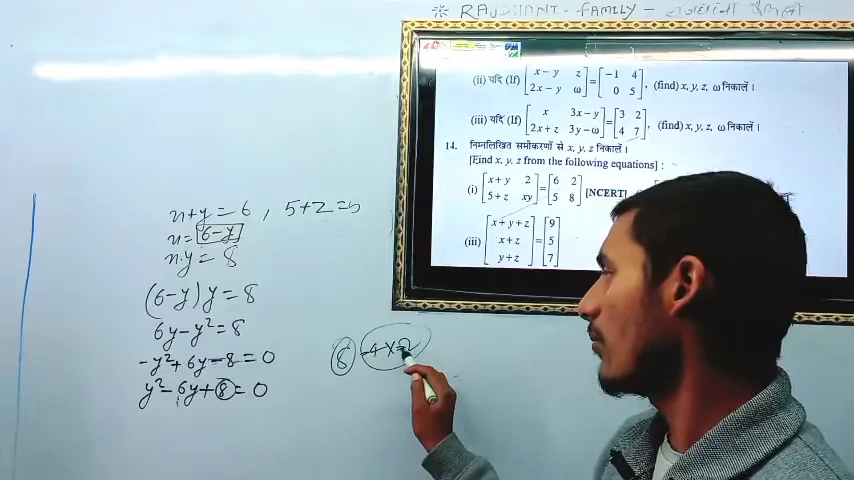 ⁜ RAJDHANI - FAMILY - राजधानी फैमिली
(ii) यदि (If) [x − y z 2x − y ω] = [−1 4 0 5], (find) x, y, z, ω निकालें।
(iii) यदि (If) [x 3x − y 2x + z 3y − ω] = [3 2 4 7], (find) x, y, z, ω निकालें।
14. निम्नलिखित समीकरणों से x, y, z निकालें।
[Find x, y, z from the following equations] :
(i) [x + y 2 5 + z xy] = [6 2 5 8] [NCERT]
(iii) [x + y + z x + z y + z] = [9 5 7]
x+y = 6 , 5+z = 5
x = 6-y
x.y = 8
(6-y) y = 8
6y - y² = 8
-y² + 6y - 8 = 0
y² - 6y + 8 = 0
8 -4 x -2